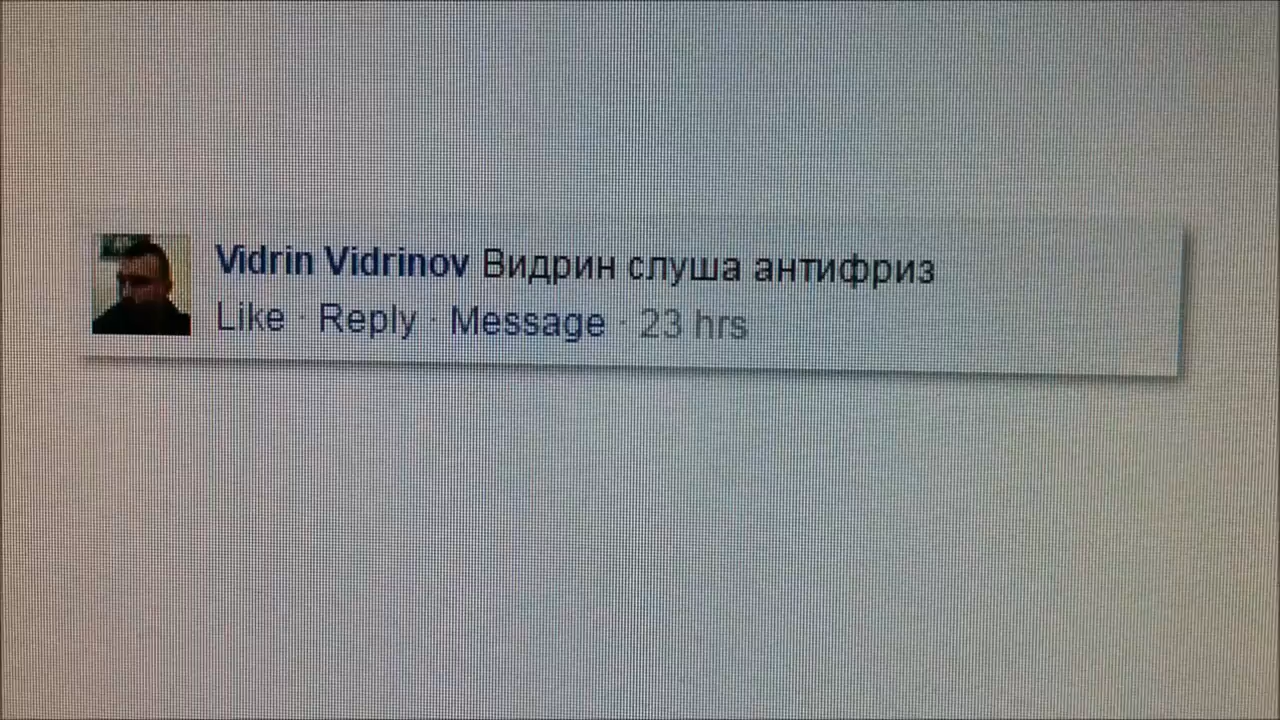 Vidrin Vidrinov Видрин слуша антифриз
Like · Reply · Message · 23 hrs